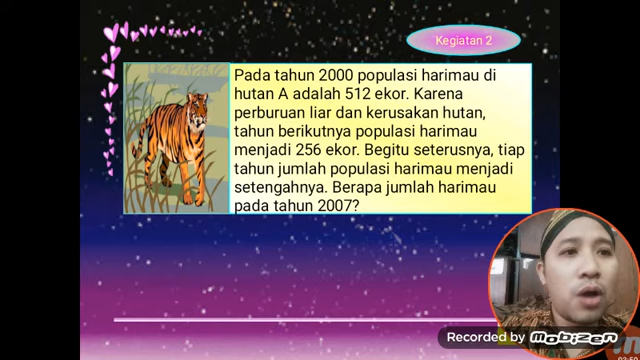 Kegiatan 2
Pada tahun 2000 populasi harimau di
hutan A adalah 512 ekor. Karena
perburuan liar dan kerusakan hutan,
tahun berikutnya populasi harimau
menjadi 256 ekor. Begitu seterusnya, tiap
tahun jumlah populasi harimau menjadi
setengahnya. Berapa jumlah harimau
pada tahun 2007?
Recorded by Mobizen